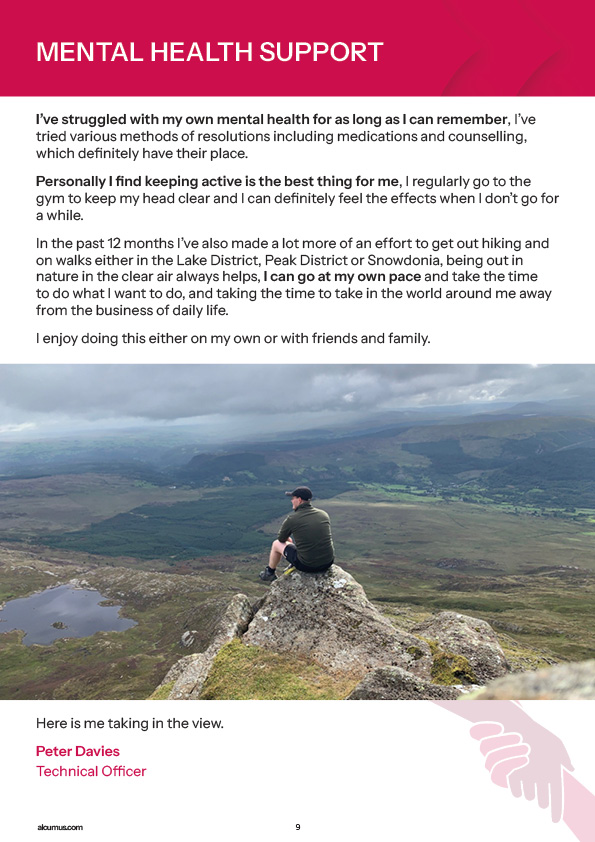 MENTAL HEALTH SUPPORT
I've struggled with my own mental health for as long as I can remember, I've
tried various methods of resolutions including medications and counselling,
which definitely have their place.
Personally I find keeping active is the best thing for me, I regularly go to the
gym to keep my head clear and I can definitely feel the effects when I don't go for
a while.
In the past 12 months I've also made a lot more of an effort to get out hiking and
on walks either in the Lake District, Peak District or Snowdonia, being out in
nature in the clear air always helps, I can go at my own pace and take the time
to do what I want to do, and taking the time to take in the world around me away
from the business of daily life.
I enjoy doing this either on my own or with friends and family.
Here is me taking in the view.
Peter Davies
Technical Officer
alcumus.com
9